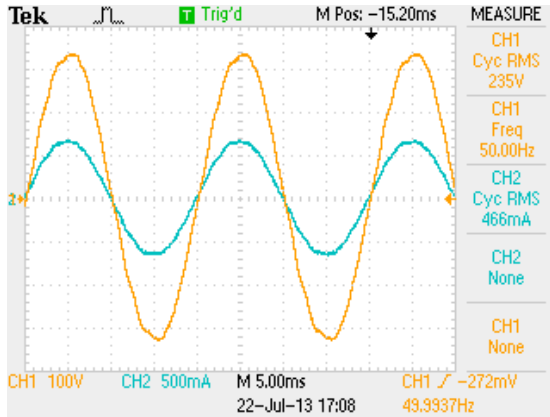 Tek T Trig'd M Pos: −15.20ms MEASURE
CH1
Cyc RMS
235V
CH1
Freq
50.00Hz
CH2
Cyc RMS
466mA
CH2
None
CH1
None
2
CH1 100V CH2 500mA M 5.00ms CH1 −272mV
22−Jul−13 17:08 49.9937Hz